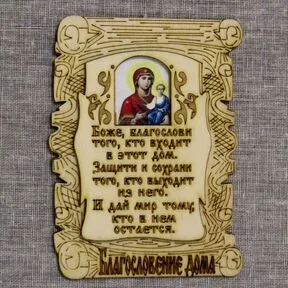 Боже, благослови
того, кто входит
в этот дом.
Защити и сохрани
того, кто выходит
из него.
И дай мир тому,
кто в нем
остается.
Благословение дома